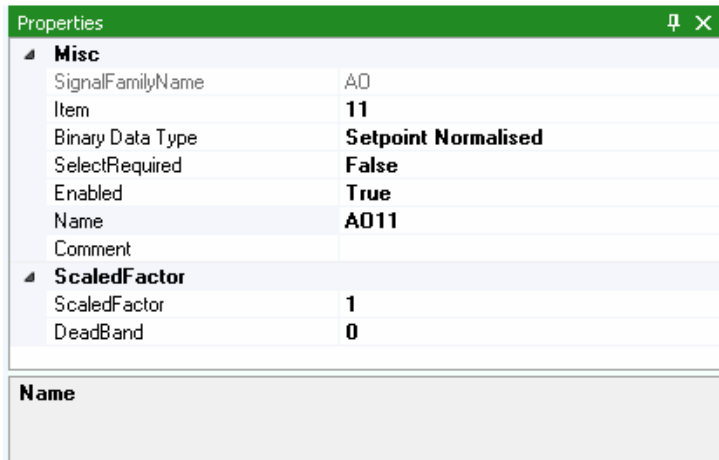 Properties
Misc
SignalFamilyName AO
Item 11
Binary Data Type Setpoint Normalised
SelectRequired False
Enabled True
Name AO11
Comment
ScaledFactor
ScaledFactor 1
DeadBand 0
Name